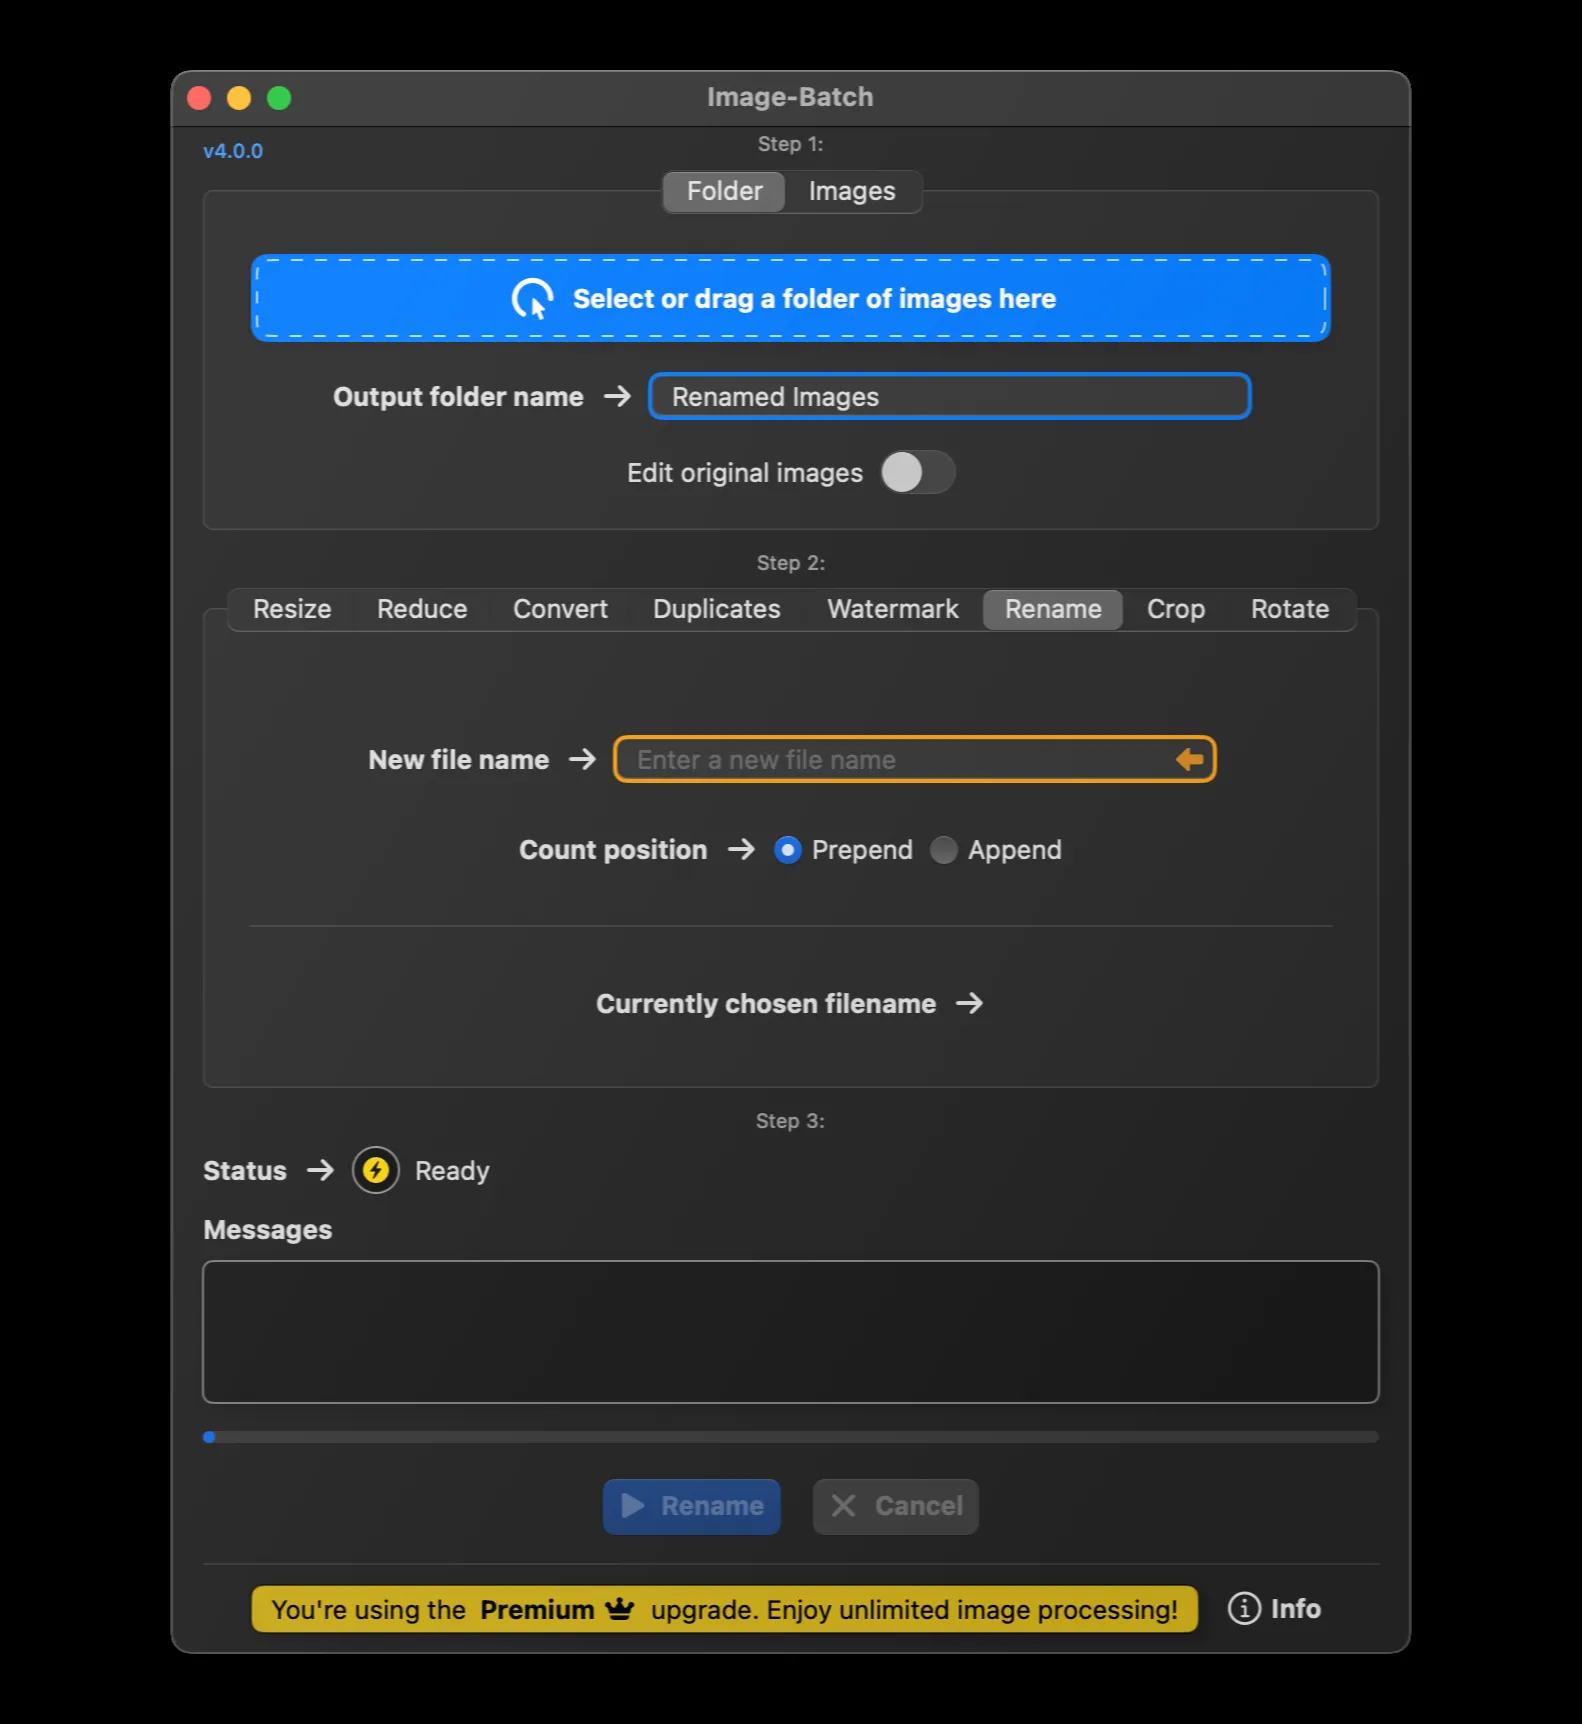 Image-Batch
v4.0.0
Step 1:
Folder Images
Select or drag a folder of images here
Output folder name → Renamed Images
Edit original images
Step 2:
Resize Reduce Convert Duplicates Watermark Rename Crop Rotate
New file name → Enter a new file name
Count position → Prepend Append
Currently chosen filename →
Step 3:
Status → Ready
Messages
Rename Cancel
You're using the Premium upgrade. Enjoy unlimited image processing! Info